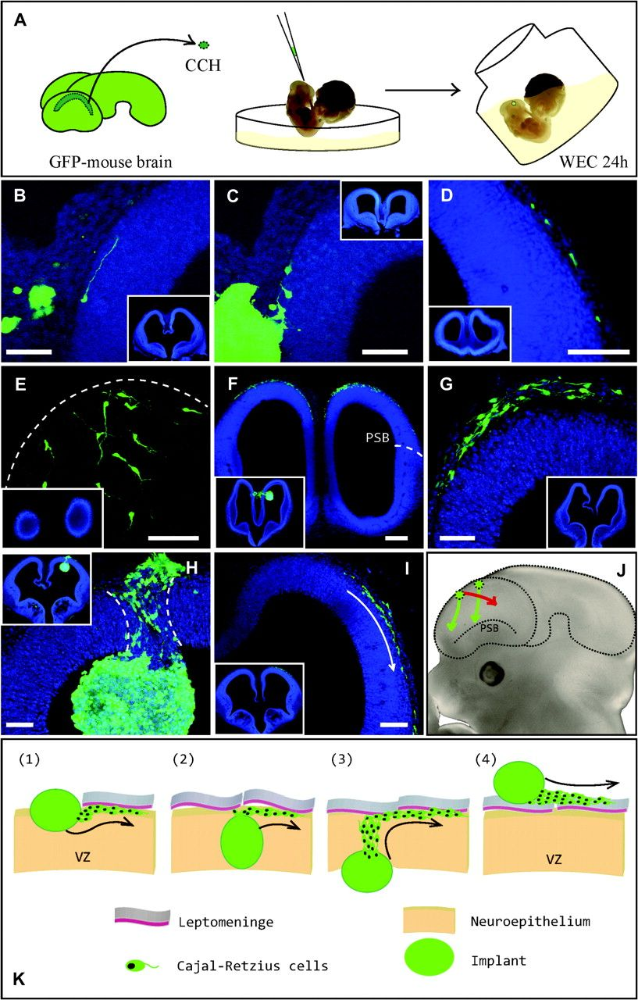 A
CCH
GFP-mouse brain
WEC 24h
B
C
D
E
F
PSB
G
H
I
J
PSB
K
(1)
(2)
(3)
(4)
VZ
VZ
Leptomeninge
Neuroepithelium
Cajal-Retzius cells
Implant